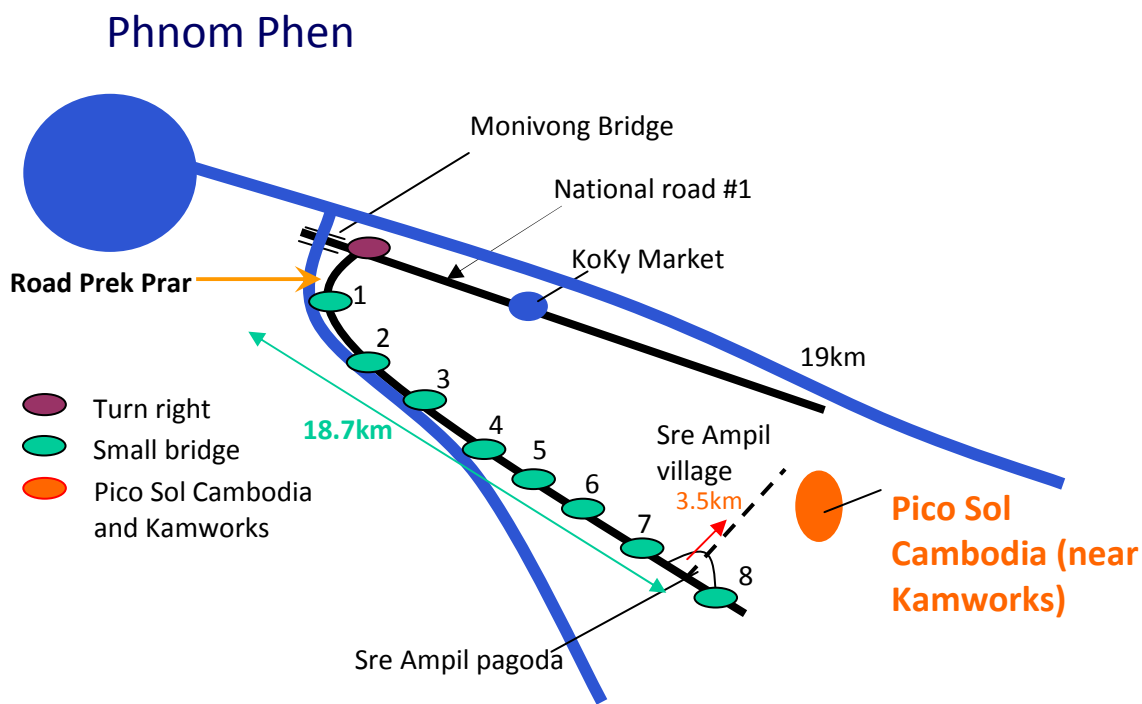 Phnom Phen
Monivong Bridge
National road #1
KoKy Market
Road Prek Prar
1
2
3
4
5
6
7
8
19km
18.7km
Turn right
Small bridge
Pico Sol Cambodia
and Kamworks
Sre Ampil
village
3.5km
Pico Sol
Cambodia (near
Kamworks)
Sre Ampil pagoda